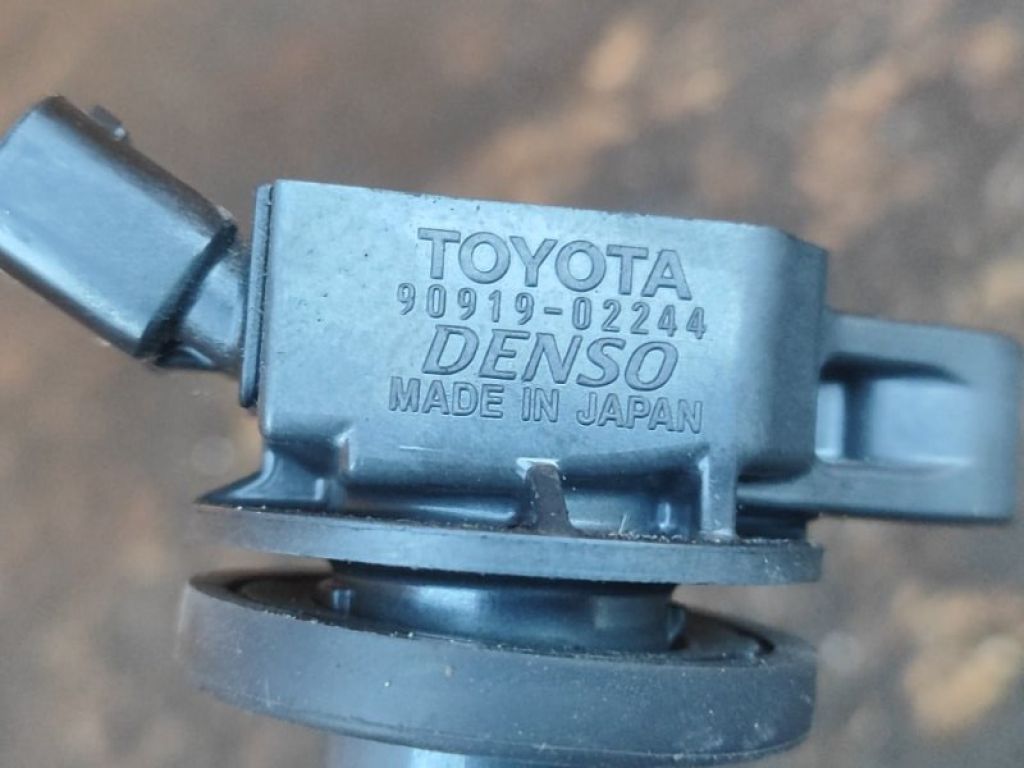 TOYOTA
90919-02244
DENSO
MADE IN JAPAN